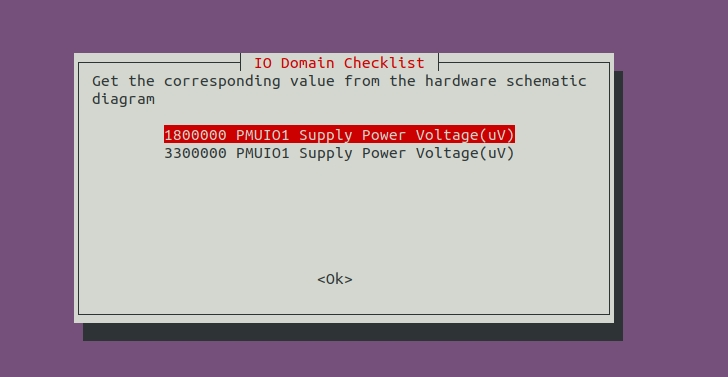 IO Domain Checklist
Get the corresponding value from the hardware schematic
diagram
1800000 PMUIO1 Supply Power Voltage(uV)
3300000 PMUIO1 Supply Power Voltage(uV)
<Ok>